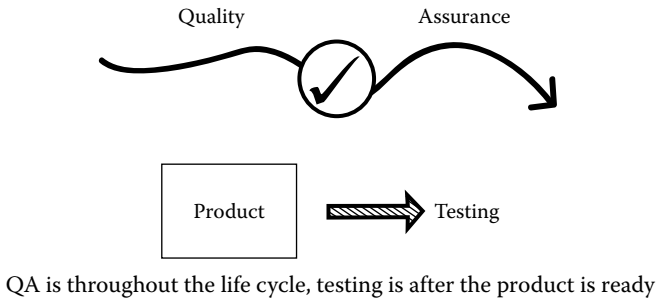 Quality Assurance
Product Testing
QA is throughout the life cycle, testing is after the product is ready